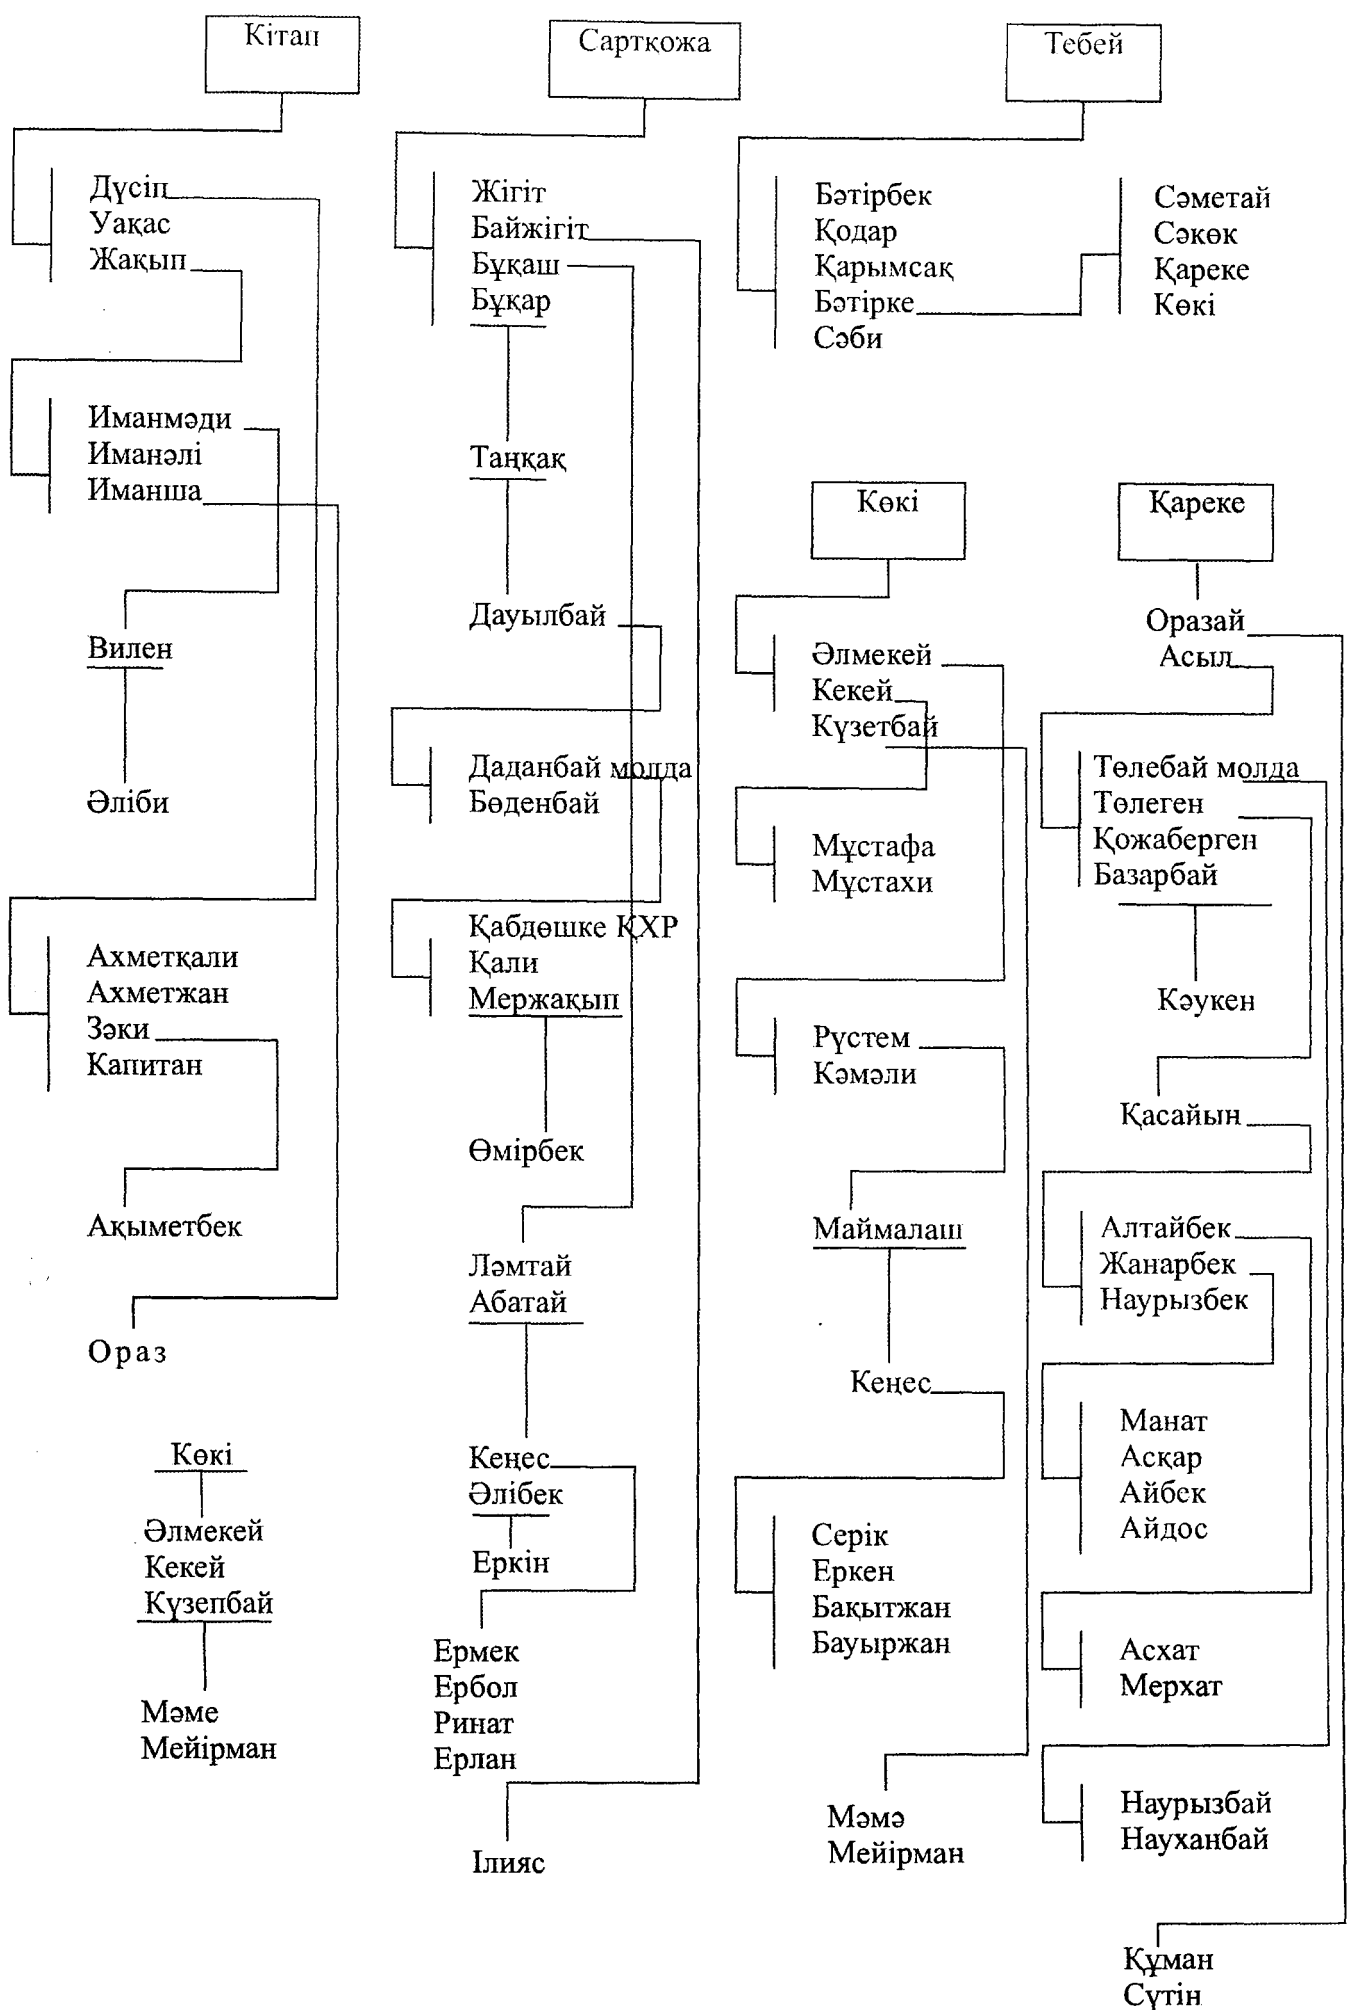 Кітап
Дүсіп
Уақас
Жақып
Иманмәди
Иманәлі
Иманша
Вилен
Әліби
Ахметқали
Ахметжан
Зәки
Капитан
Ақыметбек
Ораз
Көкі
Әлмекей
Кекей
Күзепбай
Мәме
Мейірман
Сартқожа
Жігіт
Байжігіт
Бұқаш
Бұқар
Таңқақ
Дауылбай
Даданбай молда
Бөденбай
Қабдөшке ҚХР
Қали
Мержақып
Өмірбек
Ләмтай
Абатай
Кеңес
Әлібек
Еркін
Ермек
Ербол
Ринат
Ерлан
Ілияс
Тебей
Бәтірбек
Қодар
Қарымсақ
Бәтірке
Сәби
Сәметай
Сәкөк
Қареке
Көкі
Көкі
Әлмекей
Кекей
Күзетбай
Мұстафа
Мұстахи
Рүстем
Кәмәли
Маймалаш
Кеңес
Серік
Еркен
Бақытжан
Бауыржан
Мәмә
Мейірман
Қареке
Оразай
Асыл
Төлебай молда
Төлеген
Қожаберген
Базарбай
Кәукен
Қасайын
Алтайбек
Жанарбек
Наурызбек
Манат
Асқар
Айбек
Айдос
Асхат
Мерхат
Наурызбай
Науханбай
Құман
Сүтін